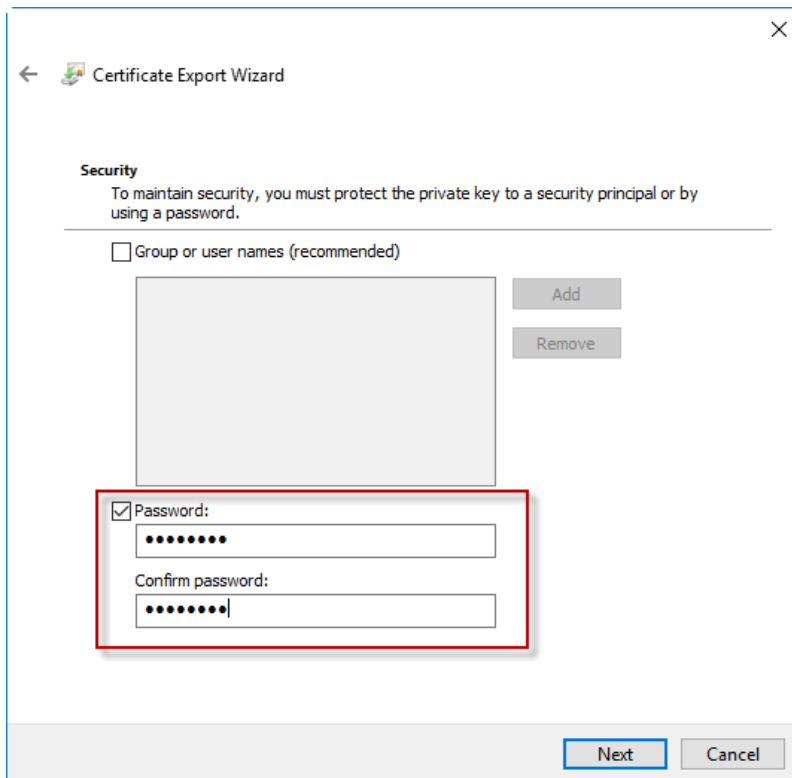 Certificate Export Wizard
Security
To maintain security, you must protect the private key to a security principal or by
using a password.
Group or user names (recommended)
Add
Remove
Password:
••••••••
Confirm password:
••••••••
Next
Cancel